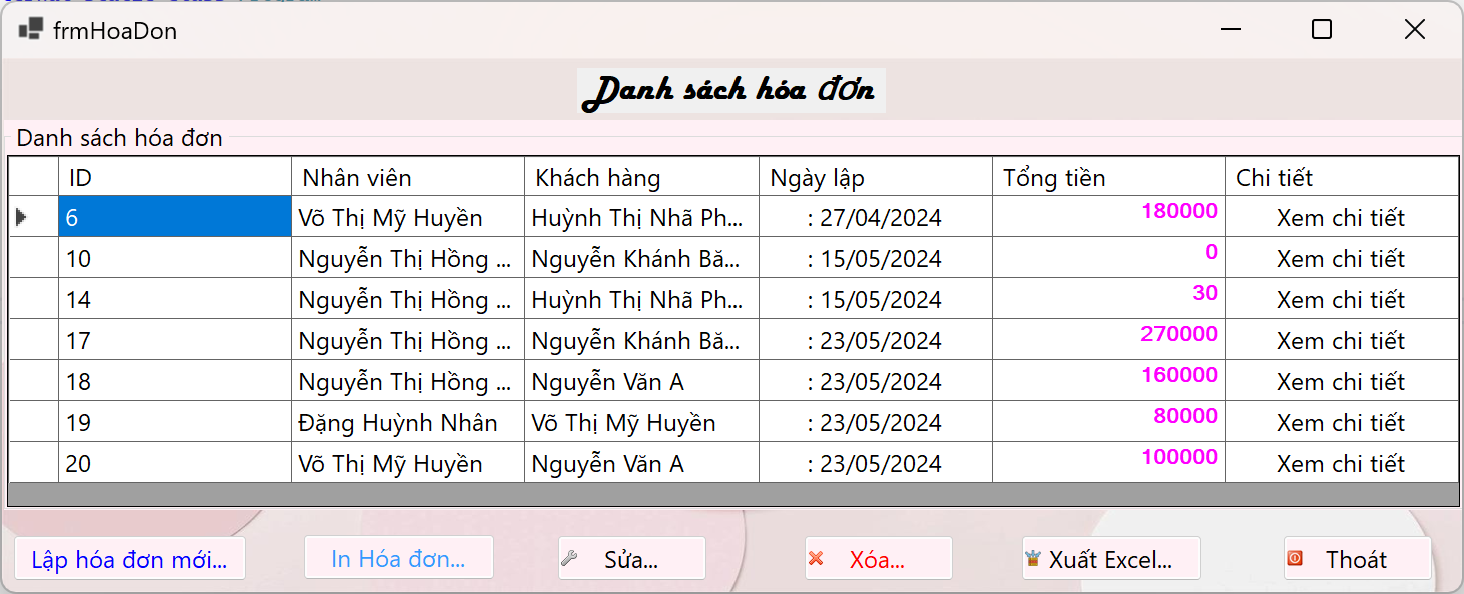 frmHoaDon
Danh sách hóa đơn
Danh sách hóa đơn
ID Nhân viên Khách hàng Ngày lập Tổng tiền Chi tiết
6 Võ Thị Mỹ Huyền Huỳnh Thị Nhã Ph... : 27/04/2024 180000 Xem chi tiết
10 Nguyễn Thị Hồng ... Nguyễn Khánh Bă... : 15/05/2024 0 Xem chi tiết
14 Nguyễn Thị Hồng ... Huỳnh Thị Nhã Ph... : 15/05/2024 30 Xem chi tiết
17 Nguyễn Thị Hồng ... Nguyễn Khánh Bă... : 23/05/2024 270000 Xem chi tiết
18 Nguyễn Thị Hồng ... Nguyễn Văn A : 23/05/2024 160000 Xem chi tiết
19 Đặng Huỳnh Nhân Võ Thị Mỹ Huyền : 23/05/2024 80000 Xem chi tiết
20 Võ Thị Mỹ Huyền Nguyễn Văn A : 23/05/2024 100000 Xem chi tiết
Lập hóa đơn mới... In Hóa đơn... Sửa... Xóa... Xuất Excel... Thoát